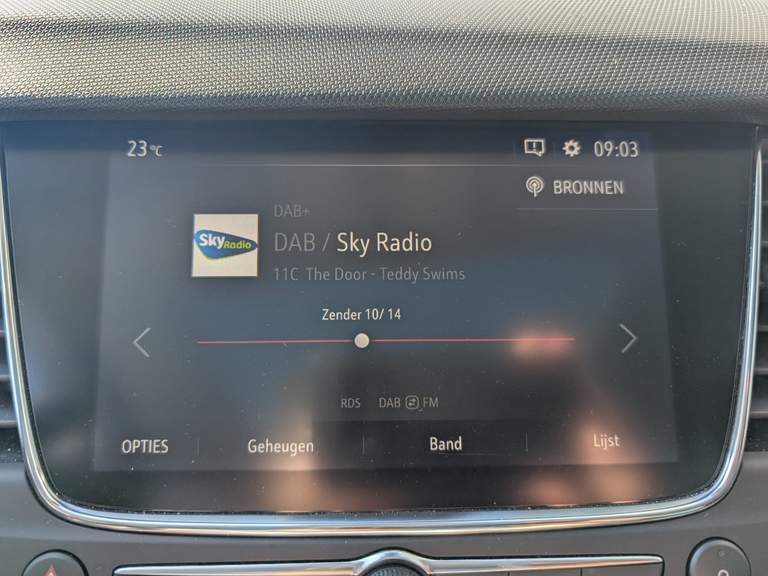 23 °C
09:03
BRONNEN
DAB+
Sky Radio
DAB / Sky Radio
11C The Door - Teddy Swims
Zender 10/ 14
RDS DAB FM
OPTIES Geheugen Band Lijst